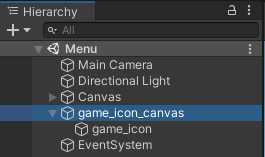 Hierarchy
All
Menu
Main Camera
Directional Light
Canvas
game_icon_canvas
game_icon
EventSystem